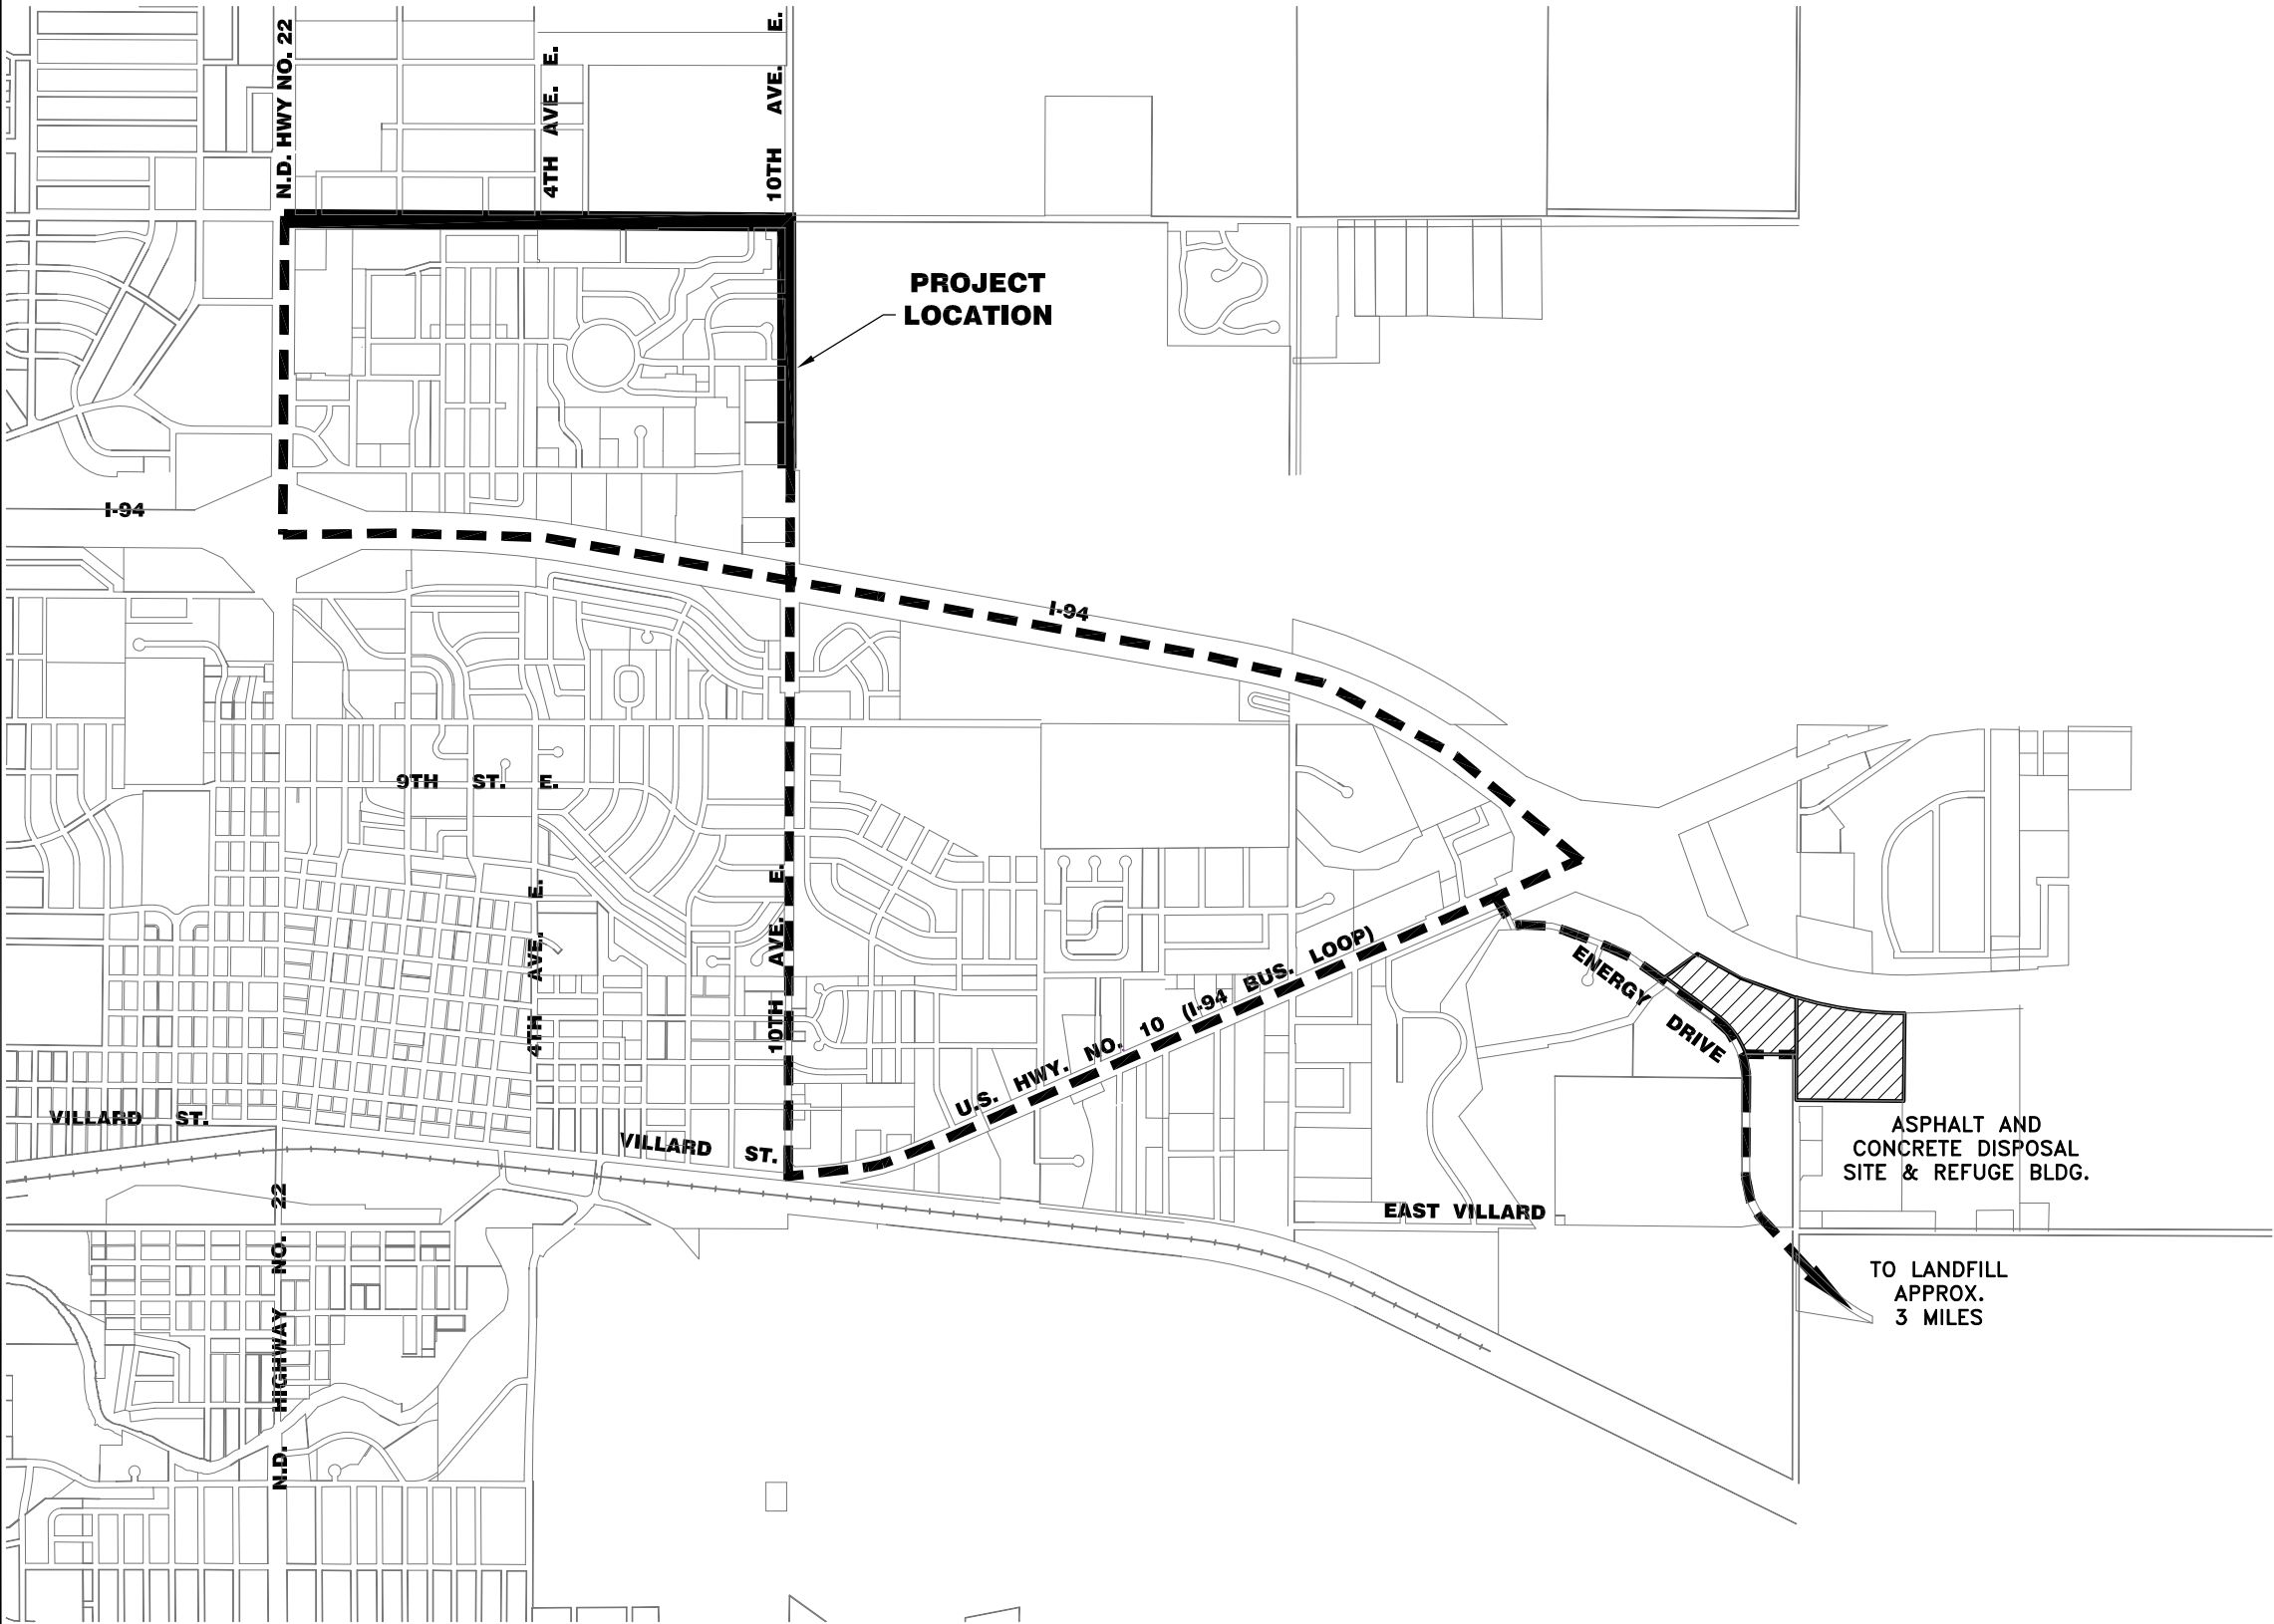 N.D. HWY NO. 22
4TH AVE. E.
10TH AVE. E.
PROJECT
LOCATION
I-94
I-94
9TH ST. E.
4TH AVE. E.
10TH AVE. E.
U.S. HWY. NO. 10 (I-94 BUS. LOOP)
ENERGY
DRIVE
VILLARD ST.
VILLARD ST.
ASPHALT AND
CONCRETE DISPOSAL
SITE & REFUGE BLDG.
EAST VILLARD
N.D. HIGHWAY NO. 22
TO LANDFILL
APPROX.
3 MILES